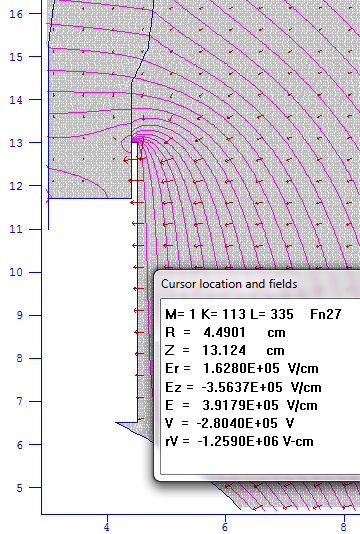 16
15
14
13
12
11
10
9
8
7
6
5
4
6
8
Cursor location and fields
M= 1 K= 113 L= 335 Fn27
R = 4.4901 cm
Z = 13.124 cm
Er = 1.6280E+05 V/cm
Ez = -3.5637E+05 V/cm
E = 3.9179E+05 V/cm
V = -2.8040E+05 V
rV = -1.2590E+06 V-cm